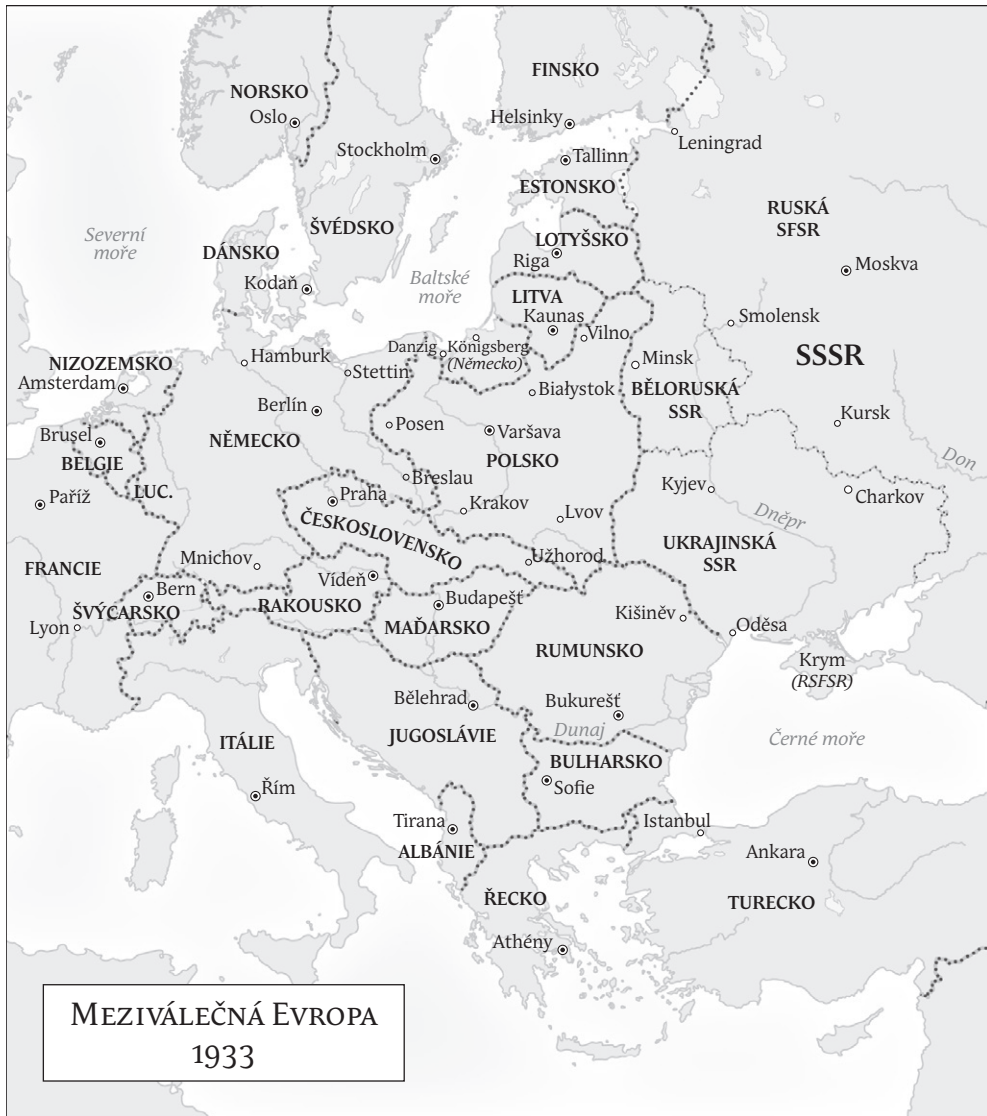 FINSKO
NORSKO
Oslo
Helsinky
Leningrad
Stockholm
Tallinn
ESTONSKO
RUSKÁ
SFSR
ŠVÉDSKO
Severní
moře
DÁNSKO
LOTYŠSKO
Riga
Moskva
Kodaň
Baltské
moře
LITVA
Kaunas
Vilno
Smolensk
Danzig
Königsberg
(Německo)
NIZOZEMSKO
Hamburk
Amsterdam
Stettin
Minsk
SSSR
Białystok
BĚLORUSKÁ
SSR
Berlín
Kursk
Posen
Varšava
Brusel
NĚMECKO
BELGIE
POLSKO
Don
Breslau
LUC.
Kyjev
Charkov
Paříž
Praha
Krakov
Lvov
Dněpr
ČESKOSLOVENSKO
UKRAJINSKÁ
SSR
Mnichov
Užhorod
FRANCIE
Vídeň
Bern
RAKOUSKO
Budapešť
ŠVÝCARSKO
Lyon
MAĎARSKO
Kišiněv
Oděsa
RUMUNSKO
Krym
(RSFSR)
Bělehrad
Bukurešť
Dunaj
JUGOSLÁVIE
ITÁLIE
Černé moře
BULHARSKO
Sofie
Řím
Tirana
Istanbul
ALBÁNIE
Ankara
ŘECKO
TURECKO
Athény
Meziválečná Evropa
1933